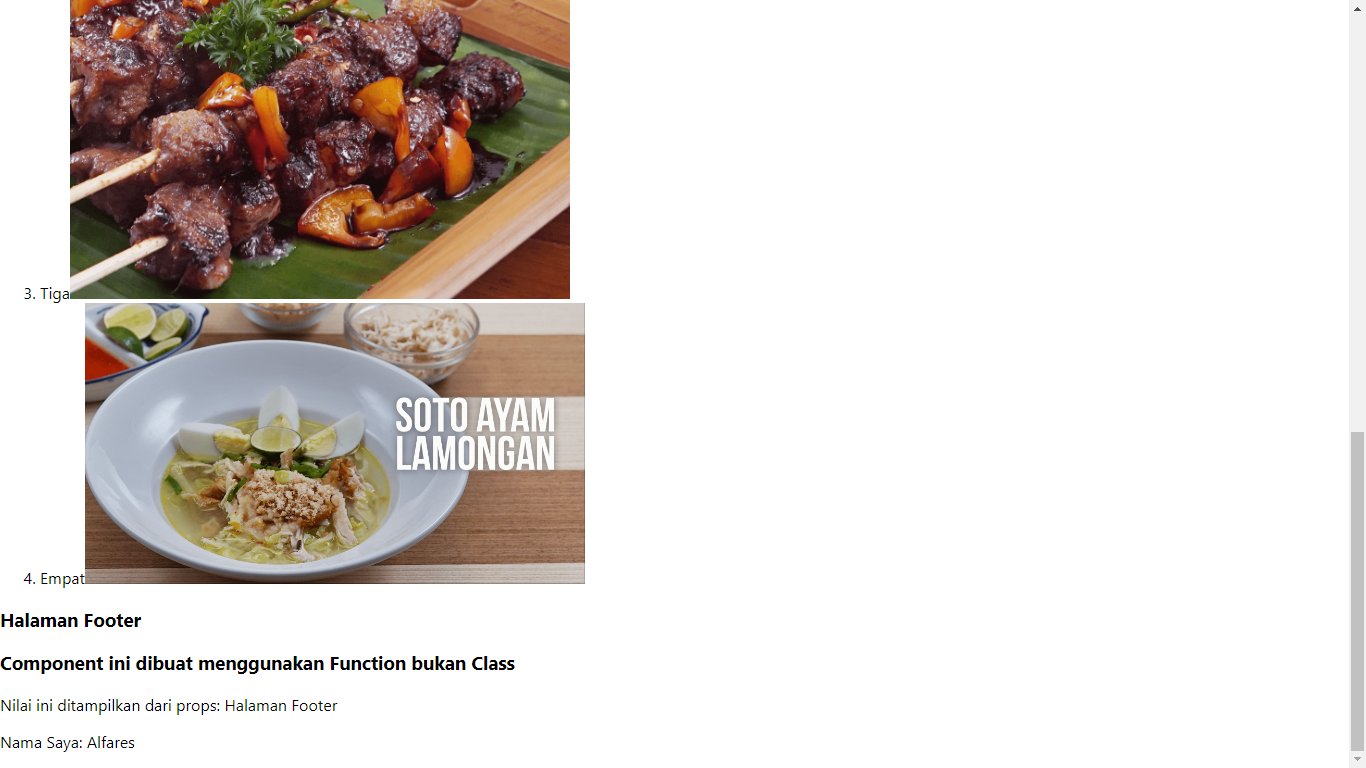 3. Tiga
SOTO AYAM
LAMONGAN
4. Empat
Halaman Footer
Component ini dibuat menggunakan Function bukan Class
Nilai ini ditampilkan dari props: Halaman Footer
Nama Saya: Alfares